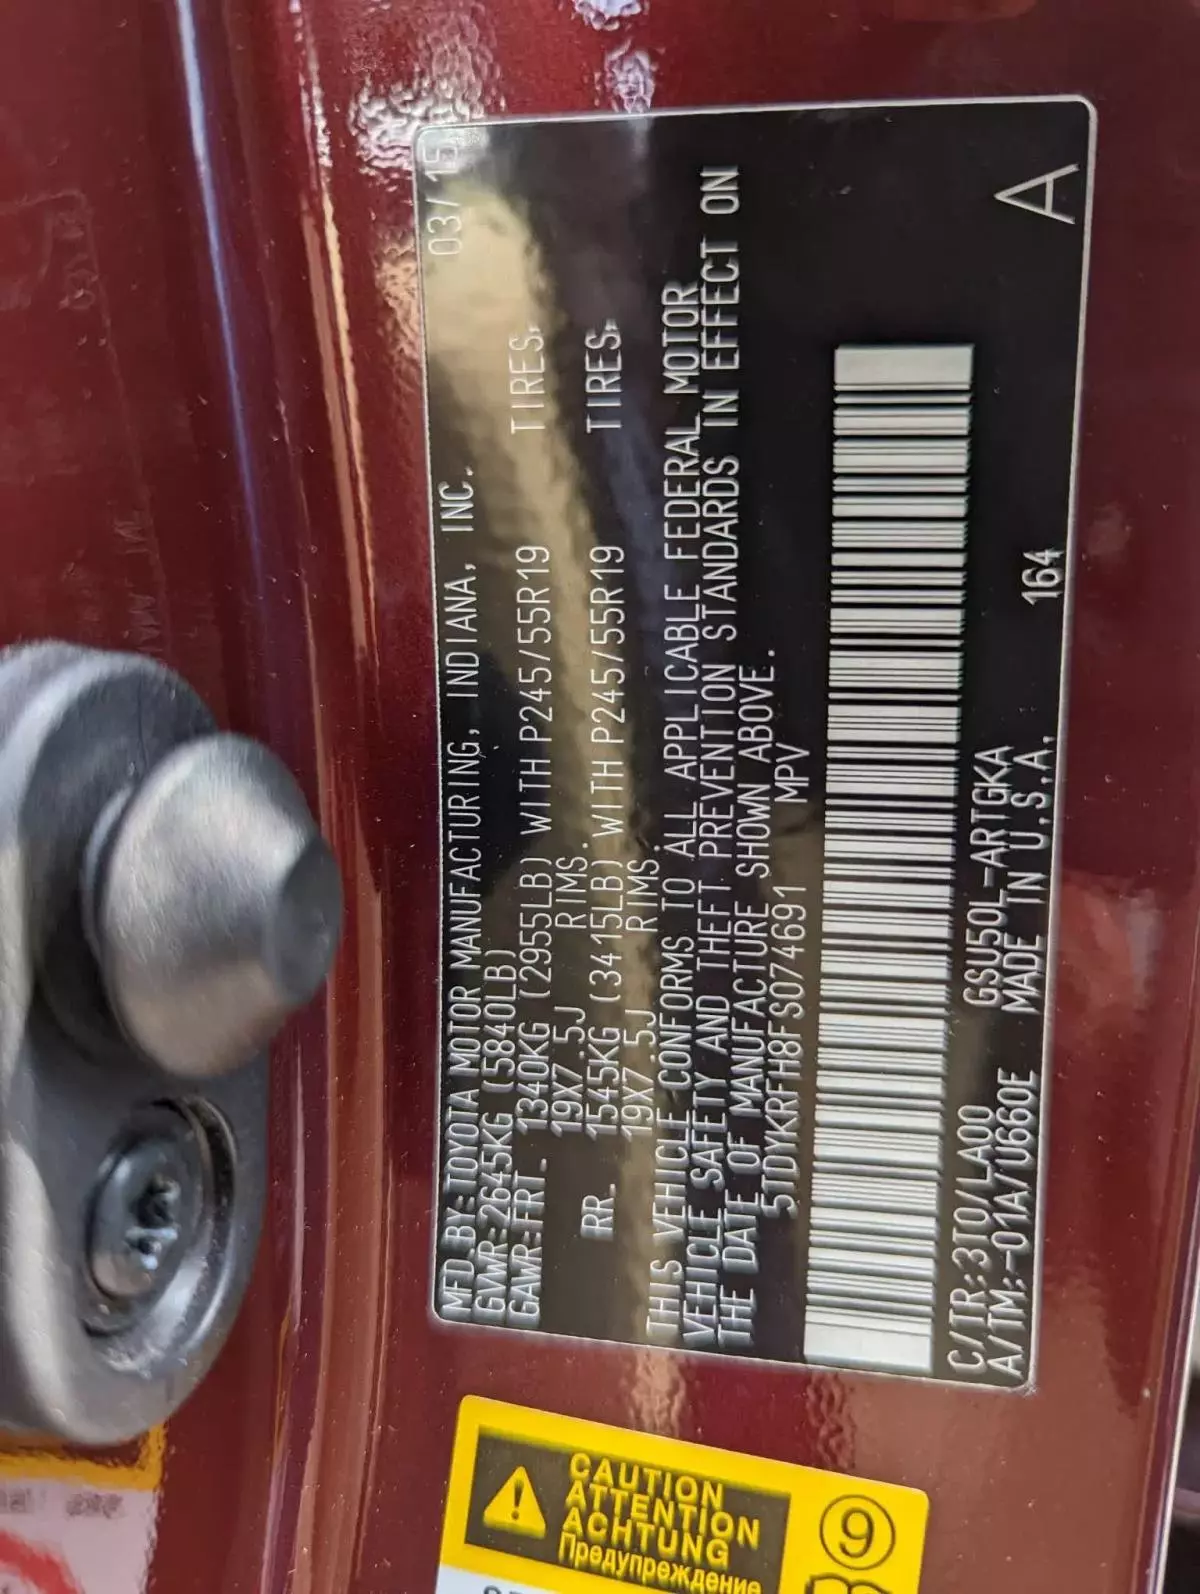 MFD.BY:TOYOTA MOTOR MANUFACTURING, INDIANA, INC. 03/15
GVWR:2645KG (5840LB)
GAWR:FRT. 1340KG (2955LB) WITH P245/55R19 TIRES,
19X7.5J RIMS.
RR. 1545KG (3415LB) WITH P245/55R19 TIRES,
19X7.5J RIMS.
THIS VEHICLE CONFORMS TO ALL APPLICABLE FEDERAL MOTOR
VEHICLE SAFETY AND THEFT PREVENTION STANDARDS IN EFFECT ON
THE DATE OF MANUFACTURE SHOWN ABOVE.
5TDYKRFH8FS074691 MPV
C/TR:3T0/LA00 GSU50L-ARTGKA
A/TM:-01A/U660E MADE IN U.S.A. 164
A
CAUTION
ATTENTION
ACHTUNG
Предупреждение
9